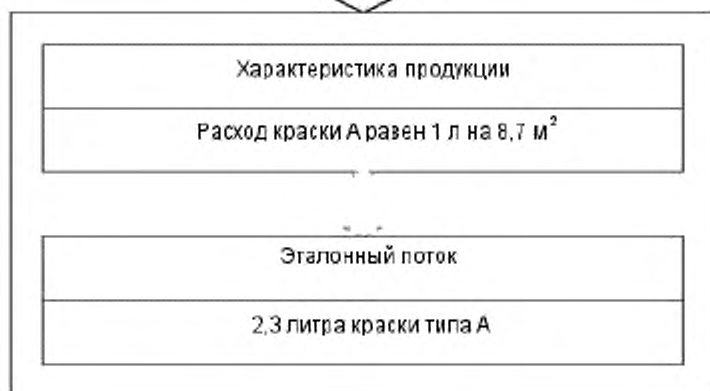 Характеристика продукции
Расход краски А равен 1 л на 8,7 м²
Эталонный поток
2,3 литра краски типа А